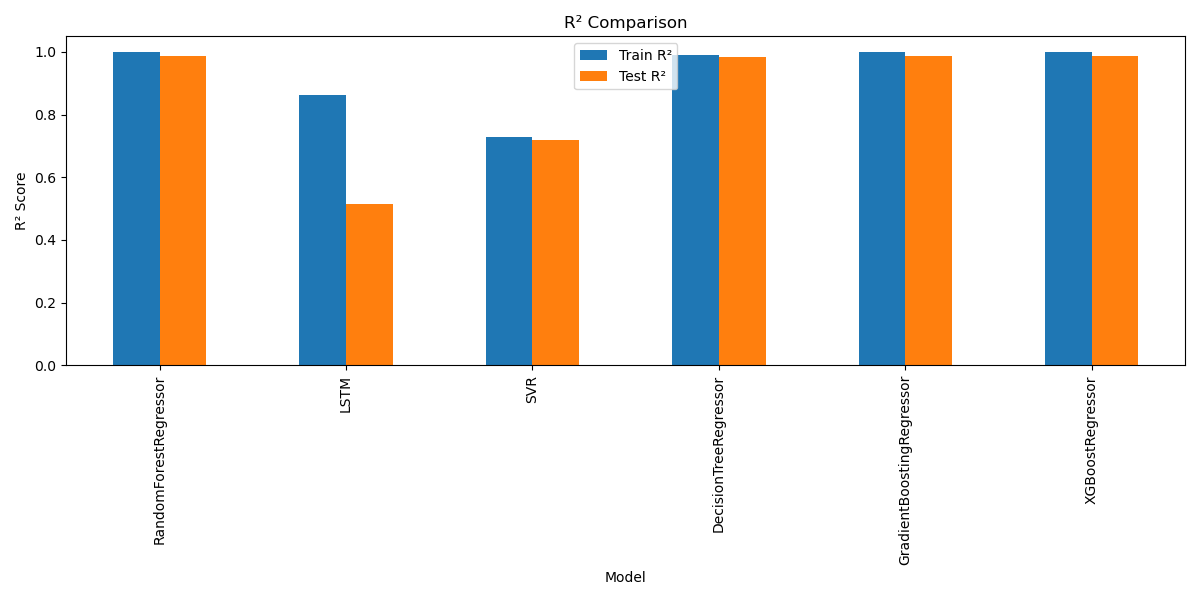 R² Comparison
Train R²
Test R²
R² Score
1.0
0.8
0.6
0.4
0.2
0.0
RandomForestRegressor
LSTM
SVR
DecisionTreeRegressor
GradientBoostingRegressor
XGBoostRegressor
Model